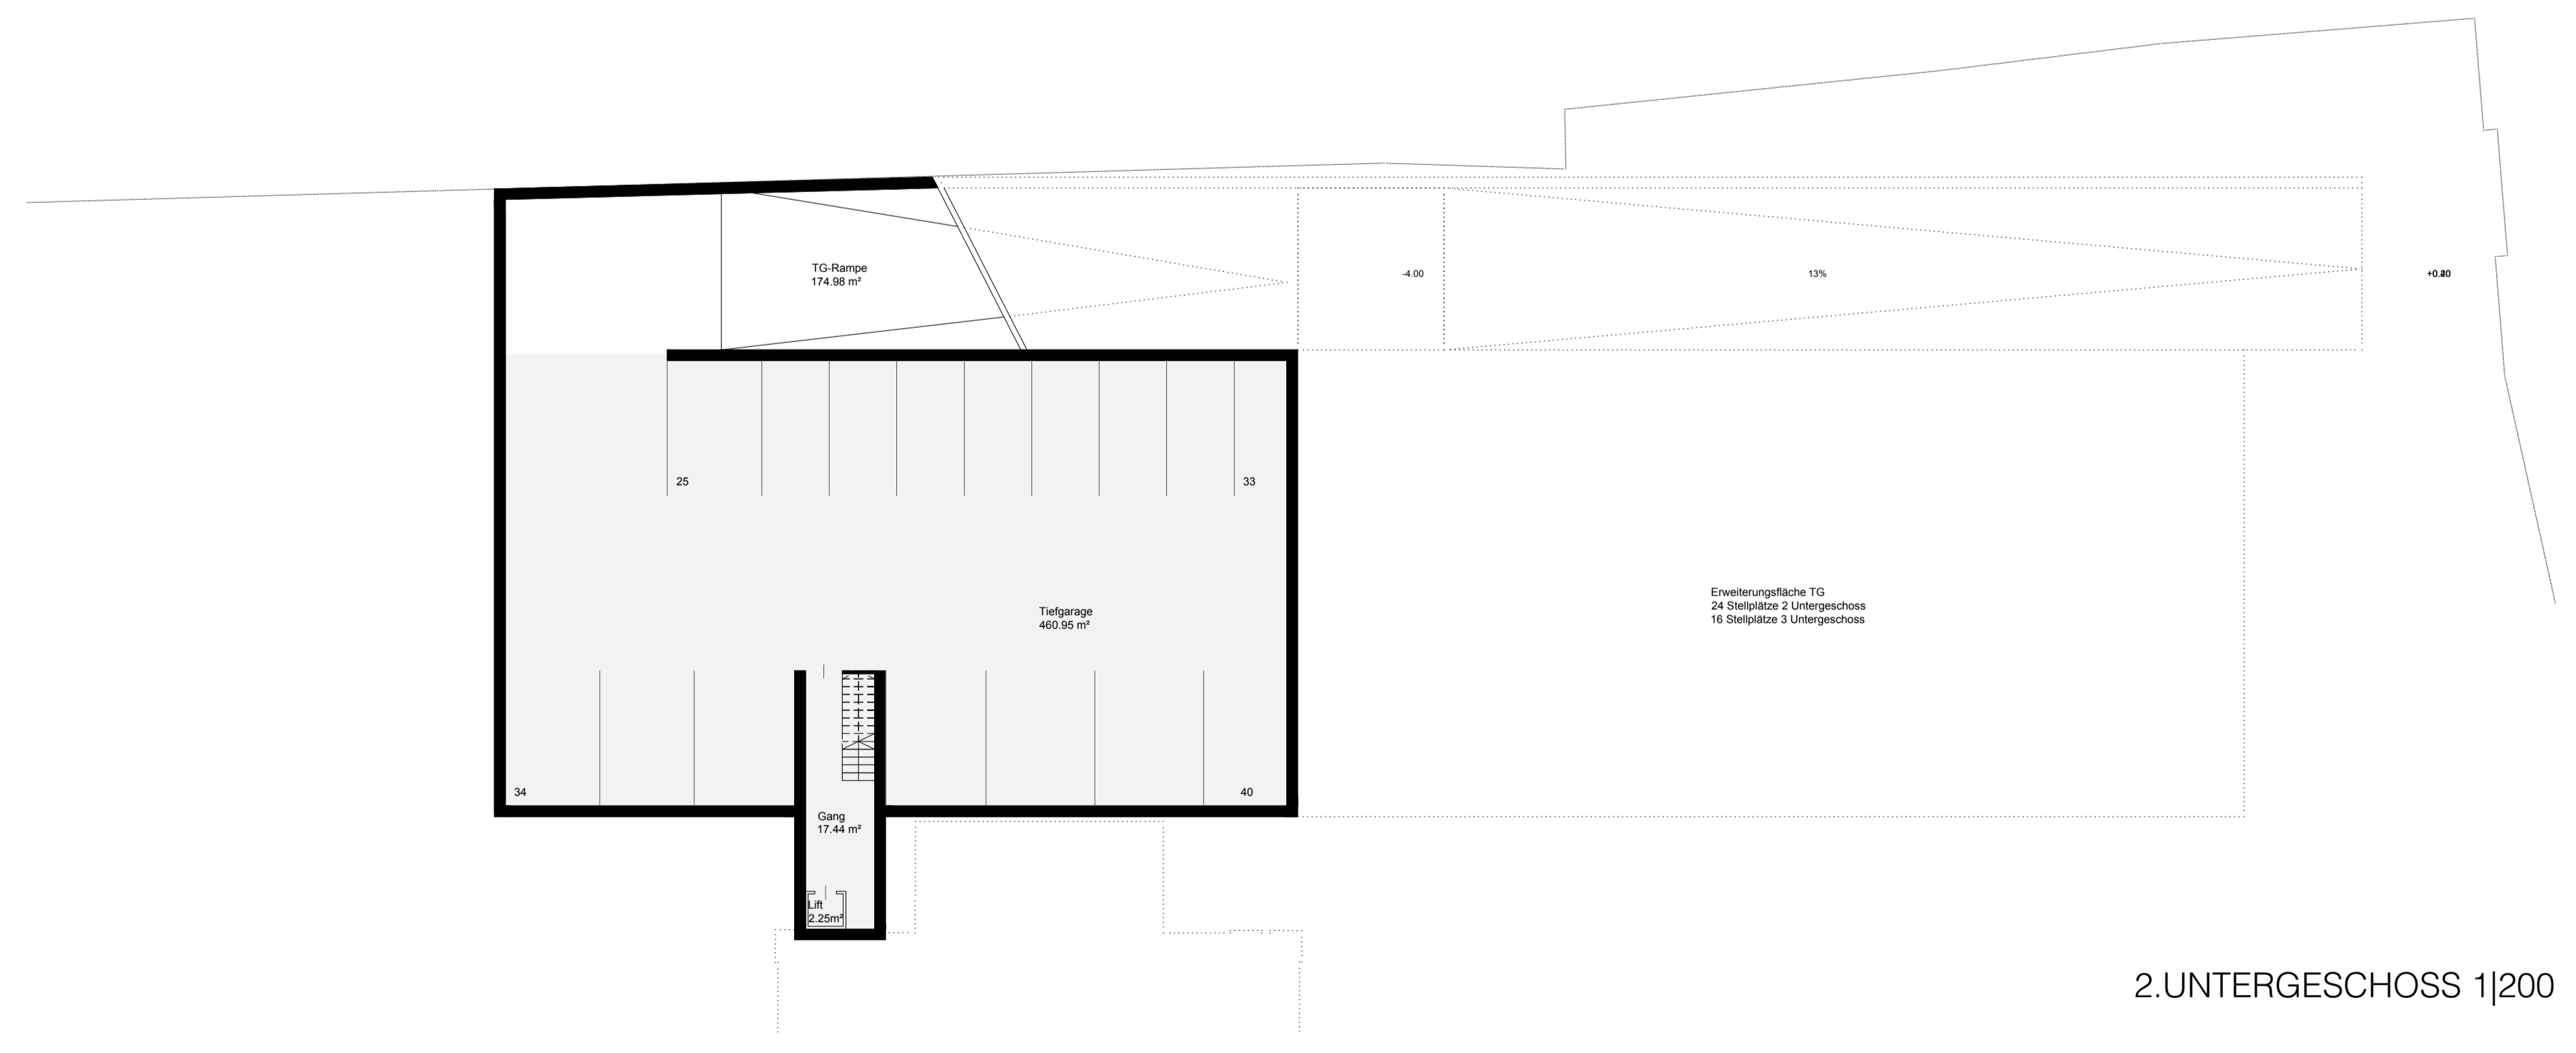 TG-Rampe
174.98 m²
-4.00
13%
25
33
Tiefgarage
460.95 m²
Erweiterungsfläche TG
24 Stellplätze 2 Untergeschoss
16 Stellplätze 3 Untergeschoss
34
40
Gang
17.44 m²
Lift
2.25m²
2.UNTERGESCHOSS 1|200